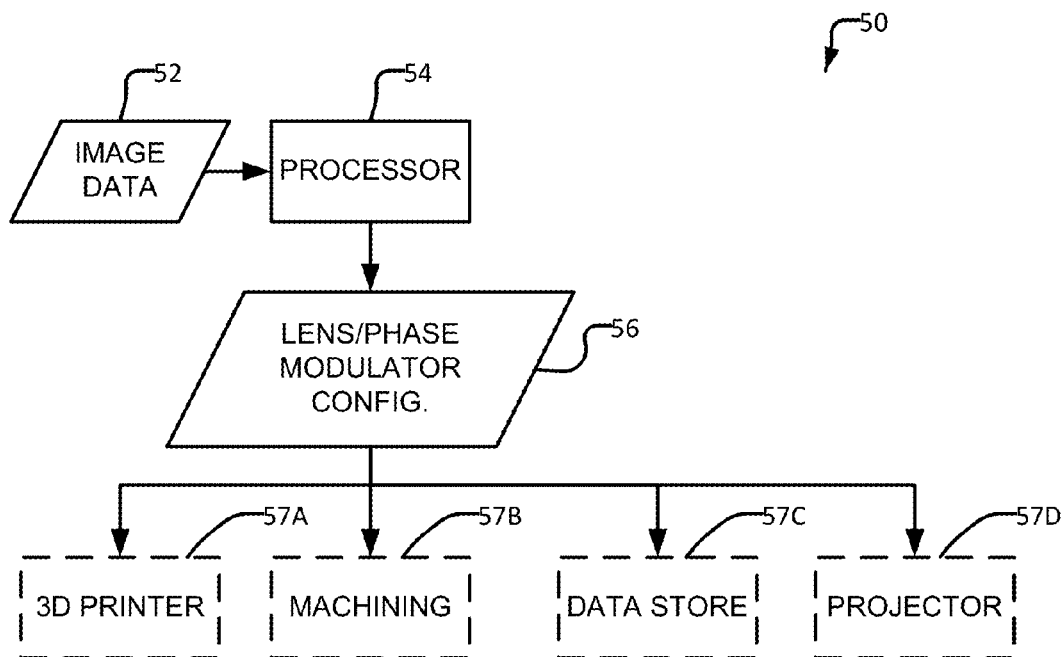 50
52
54
IMAGE
DATA
PROCESSOR
LENS/PHASE
MODULATOR
CONFIG.
56
57A
57B
57C
57D
3D PRINTER
MACHINING
DATA STORE
PROJECTOR